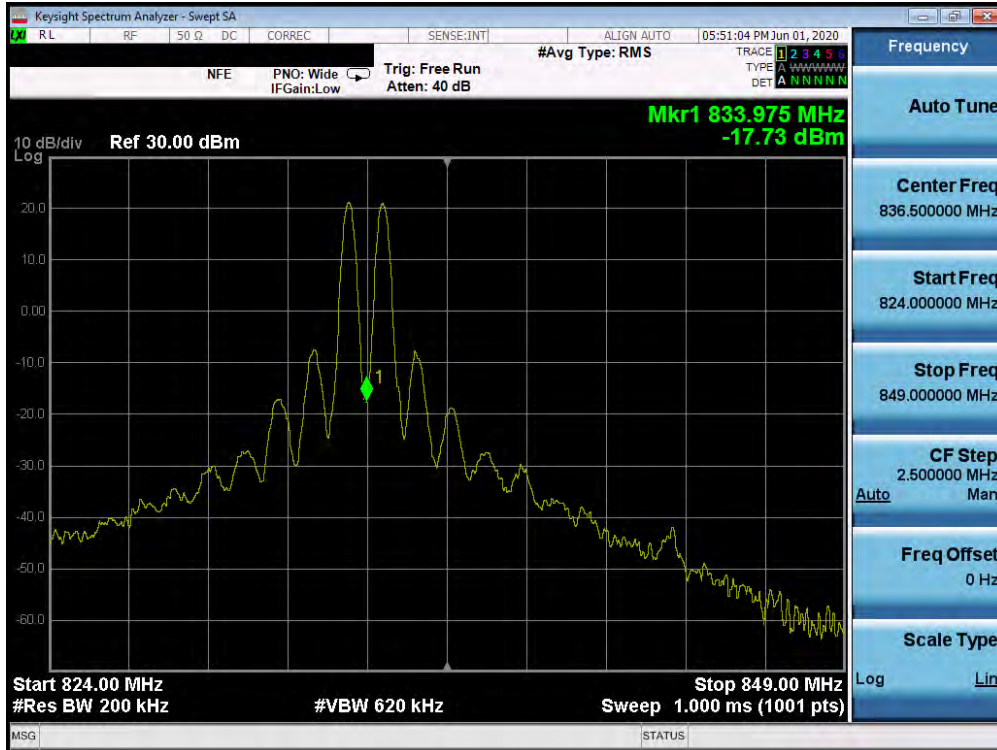 Keysight Spectrum Analyzer - Swept SA
LXI RL RF 50 Ω DC CORREC SENSE:INT ALIGN AUTO 05:51:04 PM Jun 01, 2020
#Avg Type: RMS
TRACE 1 2 3 4 5 6
NFE PNO: Wide Trig: Free Run TYPE A WWWWW
IFGain:Low Atten: 40 dB DET A N N N N N
Mkr1 833.975 MHz
-17.73 dBm
10 dB/div Ref 30.00 dBm
Log
20.0
10.0
0.00
1
-10.0
-20.0
-30.0
-40.0
-50.0
-60.0
Start 824.00 MHz Stop 849.00 MHz
#Res BW 200 kHz #VBW 620 kHz Sweep 1.000 ms (1001 pts)
MSG STATUS
Frequency
Auto Tune
Center Freq
836.500000 MHz
Start Freq
824.000000 MHz
Stop Freq
849.000000 MHz
CF Step
2.500000 MHz
Auto Man
Freq Offset
0 Hz
Scale Type
Log Lin